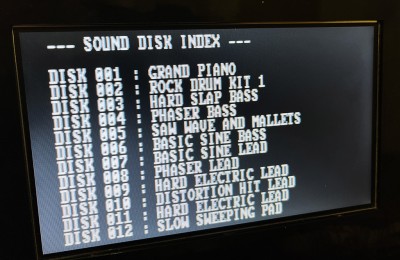 --- SOUND DISK INDEX ---
DISK 001 : GRAND PIANO
DISK 002 : ROCK DRUM KIT 1
DISK 003 : HARD SLAP BASS
DISK 004 : PHASER BASS
DISK 005 : SAW WAVE AND MALLETS
DISK 006 : BASIC SINE BASS
DISK 007 : BASIC SINE LEAD
DISK 008 : PHASER LEAD
DISK 009 : HARD ELECTRIC LEAD
DISK 010 : DISTORTION HIT LEAD
DISK 011 : HARD ELECTRIC LEAD
DISK 012 : SLOW SWEEPING PAD